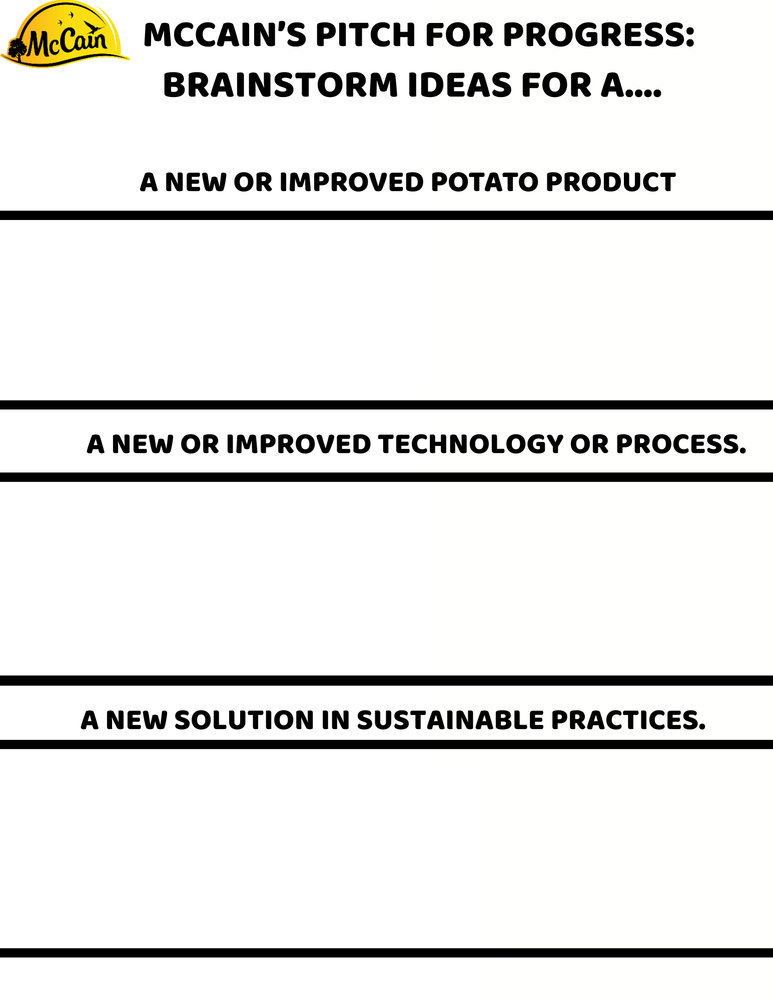 McCain
MCCAIN'S PITCH FOR PROGRESS:
BRAINSTORM IDEAS FOR A....
A NEW OR IMPROVED POTATO PRODUCT
A NEW OR IMPROVED TECHNOLOGY OR PROCESS.
A NEW SOLUTION IN SUSTAINABLE PRACTICES.